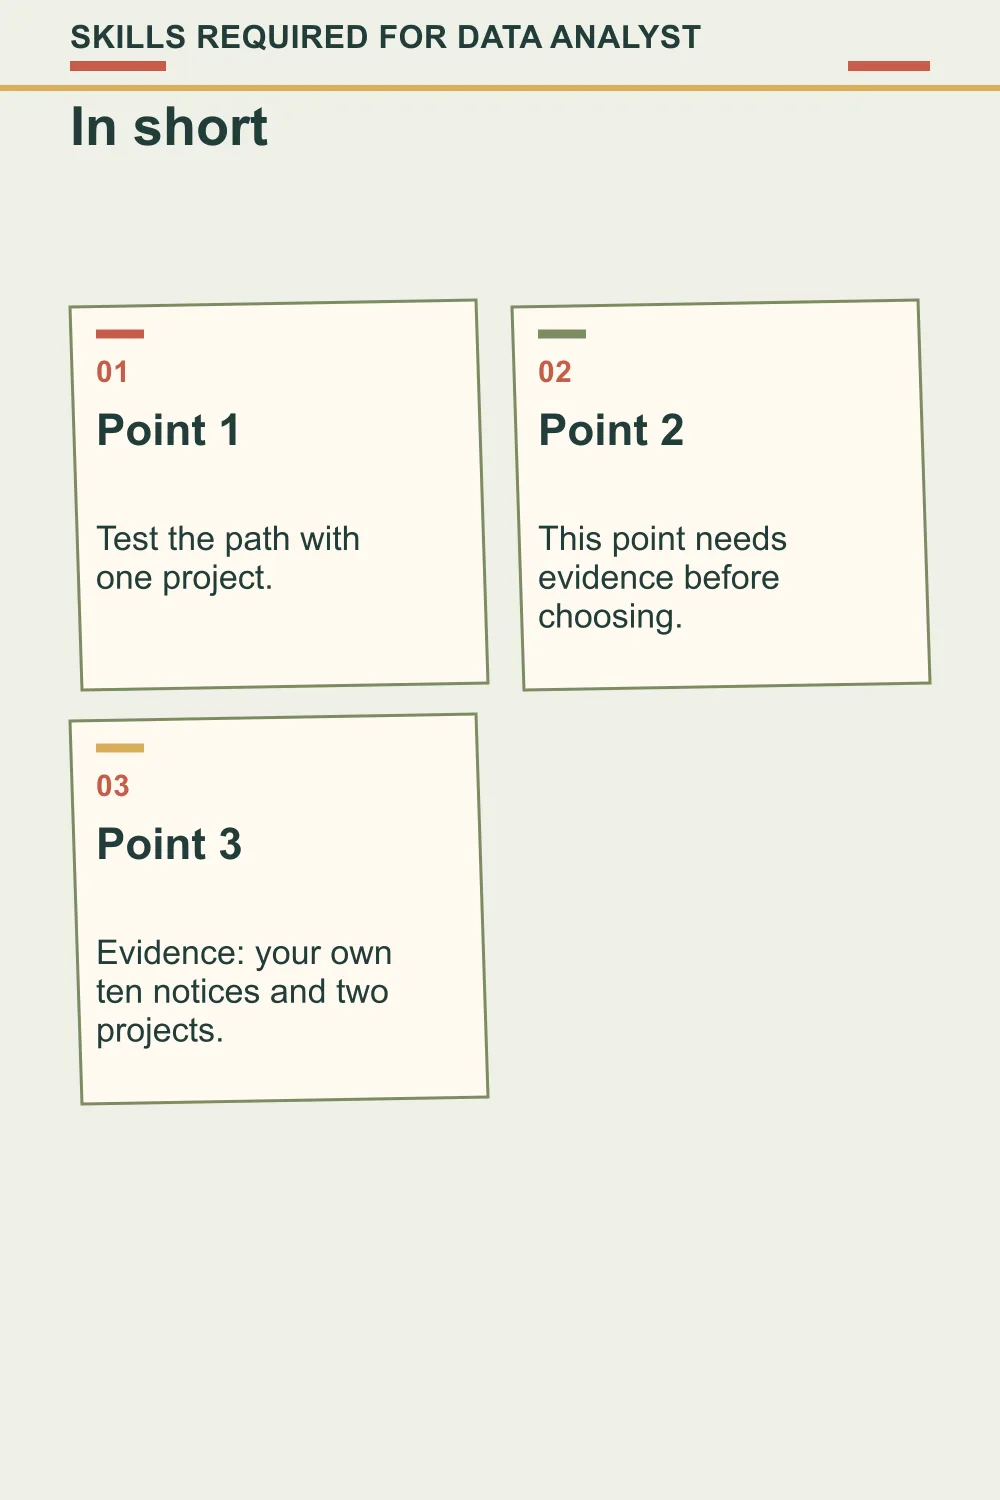 SKILLS REQUIRED FOR DATA ANALYST
In short
01
Point 1
Test the path with
one project.
02
Point 2
This point needs
evidence before
choosing.
03
Point 3
Evidence: your own
ten notices and two
projects.